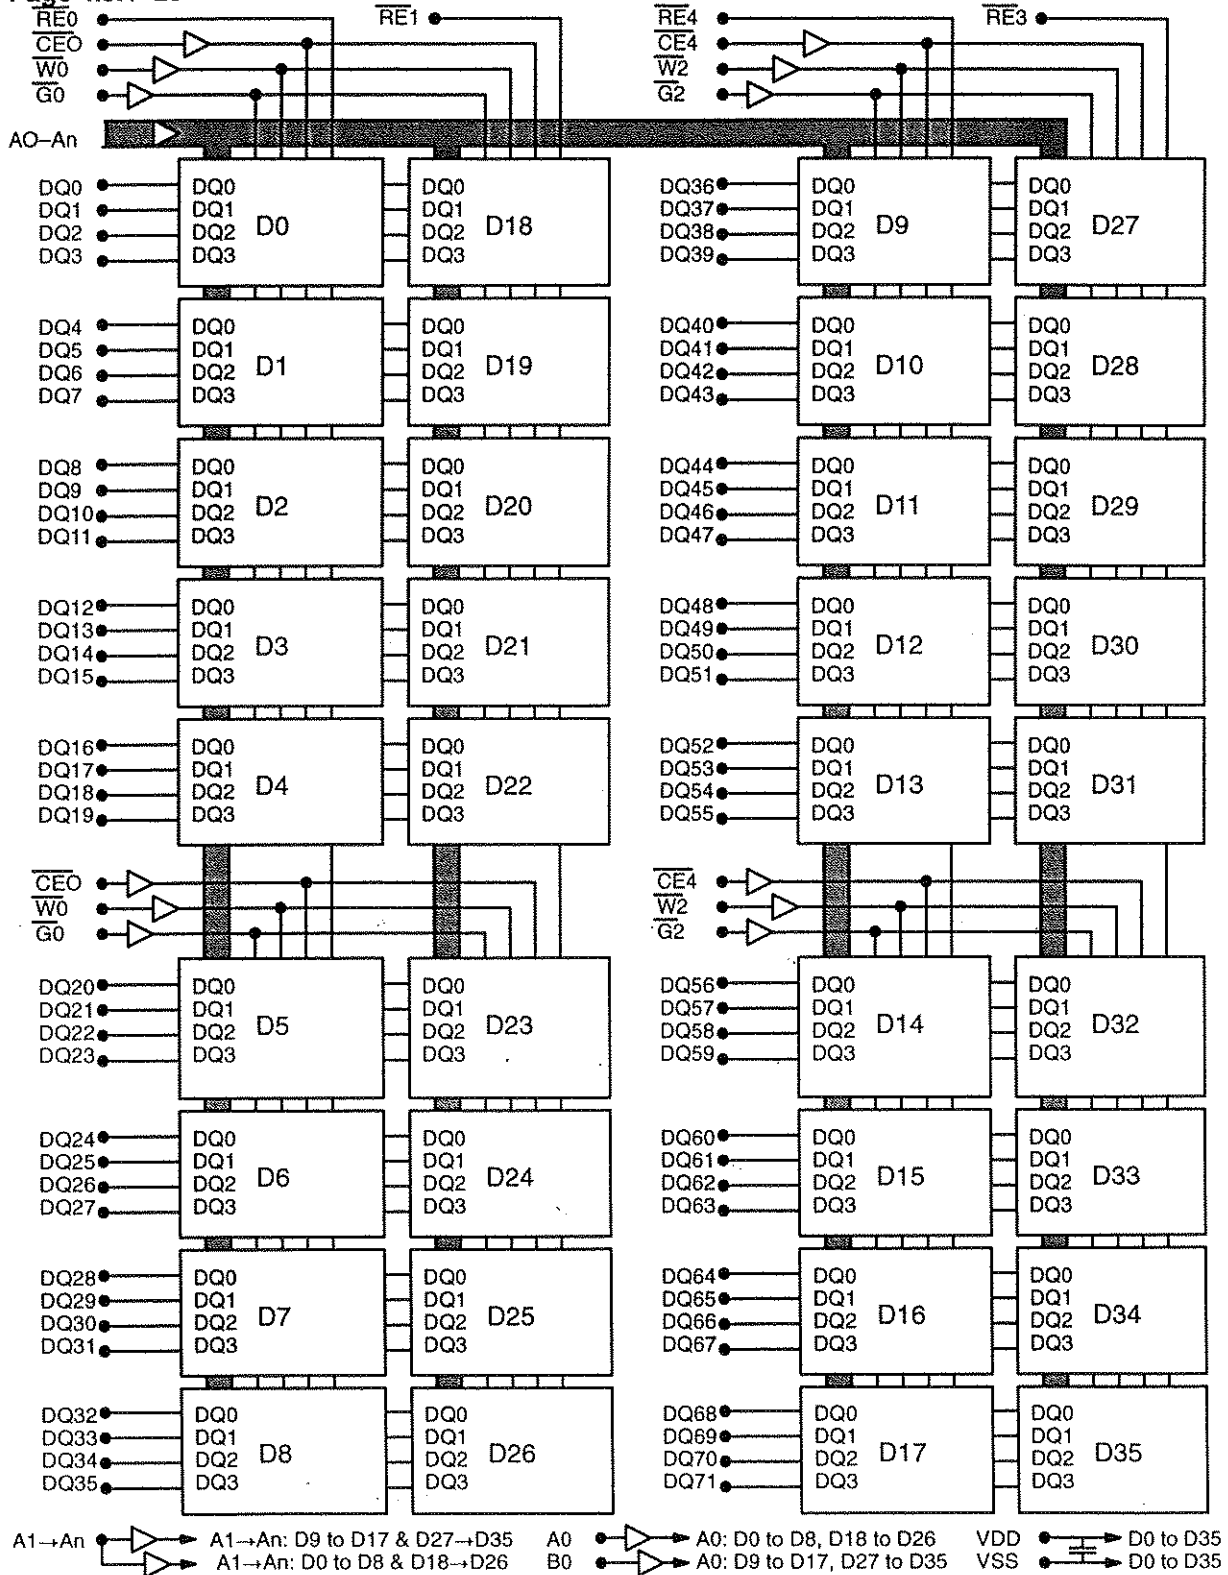 RE0 RE1 RE4 RE3
CEO CE4
W0 W2
G0 G2
AO–An
DQ0 DQ0 DQ0 DQ36 DQ0 DQ0
DQ1 DQ1 DQ1 DQ37 DQ1 DQ1
D0 D18 D9 D27
DQ2 DQ2 DQ2 DQ38 DQ2 DQ2
DQ3 DQ3 DQ3 DQ39 DQ3 DQ3
DQ4 DQ0 DQ0 DQ40 DQ0 DQ0
DQ5 DQ1 DQ1 DQ41 DQ1 DQ1
D1 D19 D10 D28
DQ6 DQ2 DQ2 DQ42 DQ2 DQ2
DQ7 DQ3 DQ3 DQ43 DQ3 DQ3
DQ8 DQ0 DQ0 DQ44 DQ0 DQ0
DQ9 DQ1 DQ1 DQ45 DQ1 DQ1
D2 D20 D11 D29
DQ10 DQ2 DQ2 DQ46 DQ2 DQ2
DQ11 DQ3 DQ3 DQ47 DQ3 DQ3
DQ12 DQ0 DQ0 DQ48 DQ0 DQ0
DQ13 DQ1 DQ1 DQ49 DQ1 DQ1
D3 D21 D12 D30
DQ14 DQ2 DQ2 DQ50 DQ2 DQ2
DQ15 DQ3 DQ3 DQ51 DQ3 DQ3
DQ16 DQ0 DQ0 DQ52 DQ0 DQ0
DQ17 DQ1 DQ1 DQ53 DQ1 DQ1
D4 D22 D13 D31
DQ18 DQ2 DQ2 DQ54 DQ2 DQ2
DQ19 DQ3 DQ3 DQ55 DQ3 DQ3
CEO CE4
W0 W2
G0 G2
DQ20 DQ0 DQ0 DQ56 DQ0 DQ0
DQ21 DQ1 DQ1 DQ57 DQ1 DQ1
D5 D23 D14 D32
DQ22 DQ2 DQ2 DQ58 DQ2 DQ2
DQ23 DQ3 DQ3 DQ59 DQ3 DQ3
DQ24 DQ0 DQ0 DQ60 DQ0 DQ0
DQ25 DQ1 DQ1 DQ61 DQ1 DQ1
D6 D24 D15 D33
DQ26 DQ2 DQ2 DQ62 DQ2 DQ2
DQ27 DQ3 DQ3 DQ63 DQ3 DQ3
DQ28 DQ0 DQ0 DQ64 DQ0 DQ0
DQ29 DQ1 DQ1 DQ65 DQ1 DQ1
D7 D25 D16 D34
DQ30 DQ2 DQ2 DQ66 DQ2 DQ2
DQ31 DQ3 DQ3 DQ67 DQ3 DQ3
DQ32 DQ0 DQ0 DQ68 DQ0 DQ0
DQ33 DQ1 DQ1 DQ69 DQ1 DQ1
D8 D26 D17 D35
DQ34 DQ2 DQ2 DQ70 DQ2 DQ2
DQ35 DQ3 DQ3 DQ71 DQ3 DQ3
A1→An A1→An: D9 to D17 & D27→D35 A0 A0: D0 to D8, D18 to D26 VDD D0 to D35
A1→An: D0 to D8 & D18→D26 B0 A0: D9 to D17, D27 to D35 VSS D0 to D35